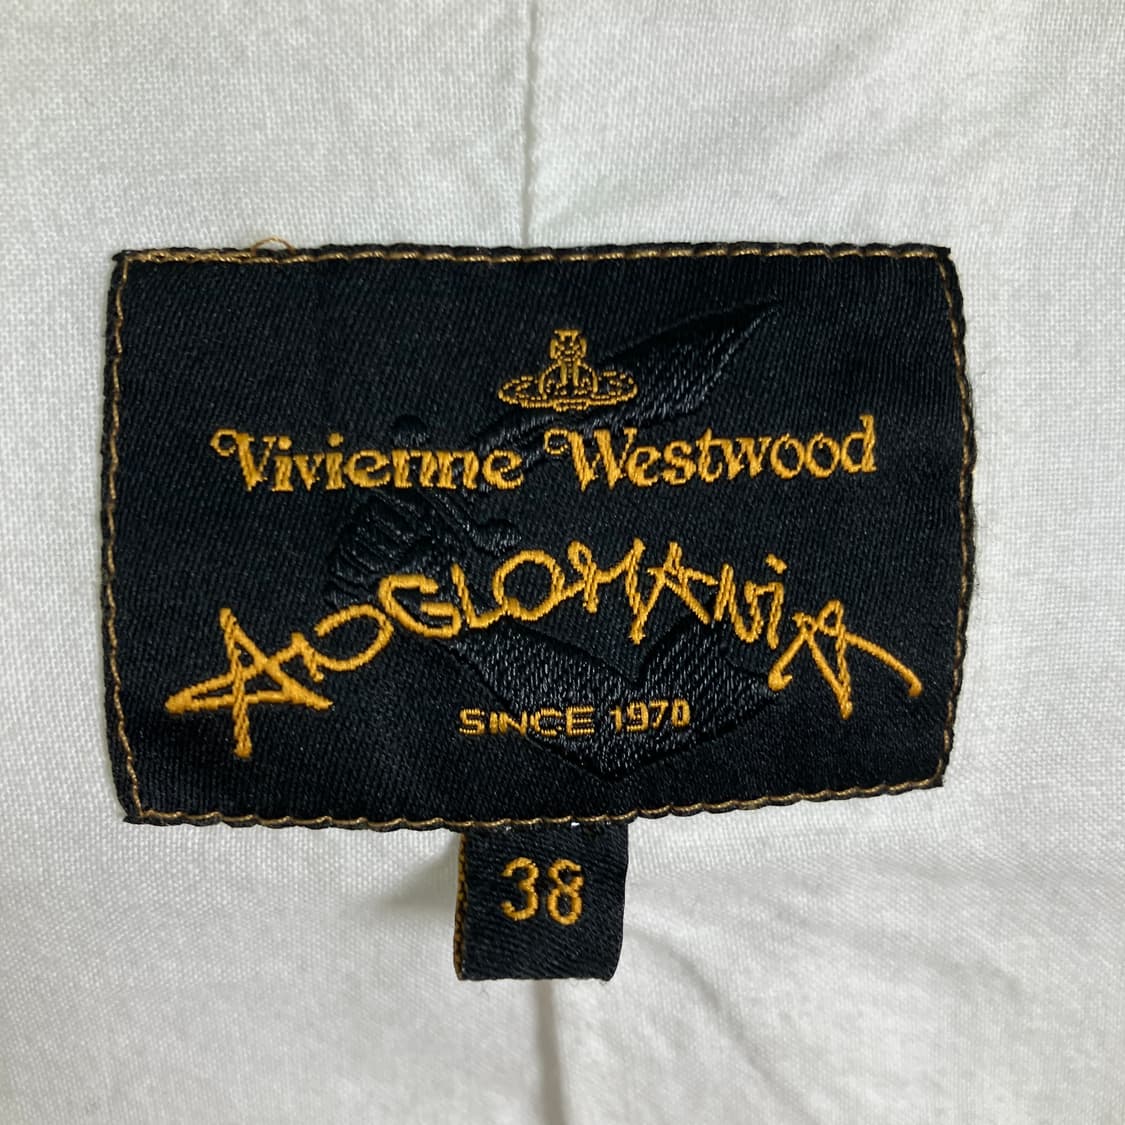 Vivienne Westwood
ANGLOMANiA
SINCE 1970
38